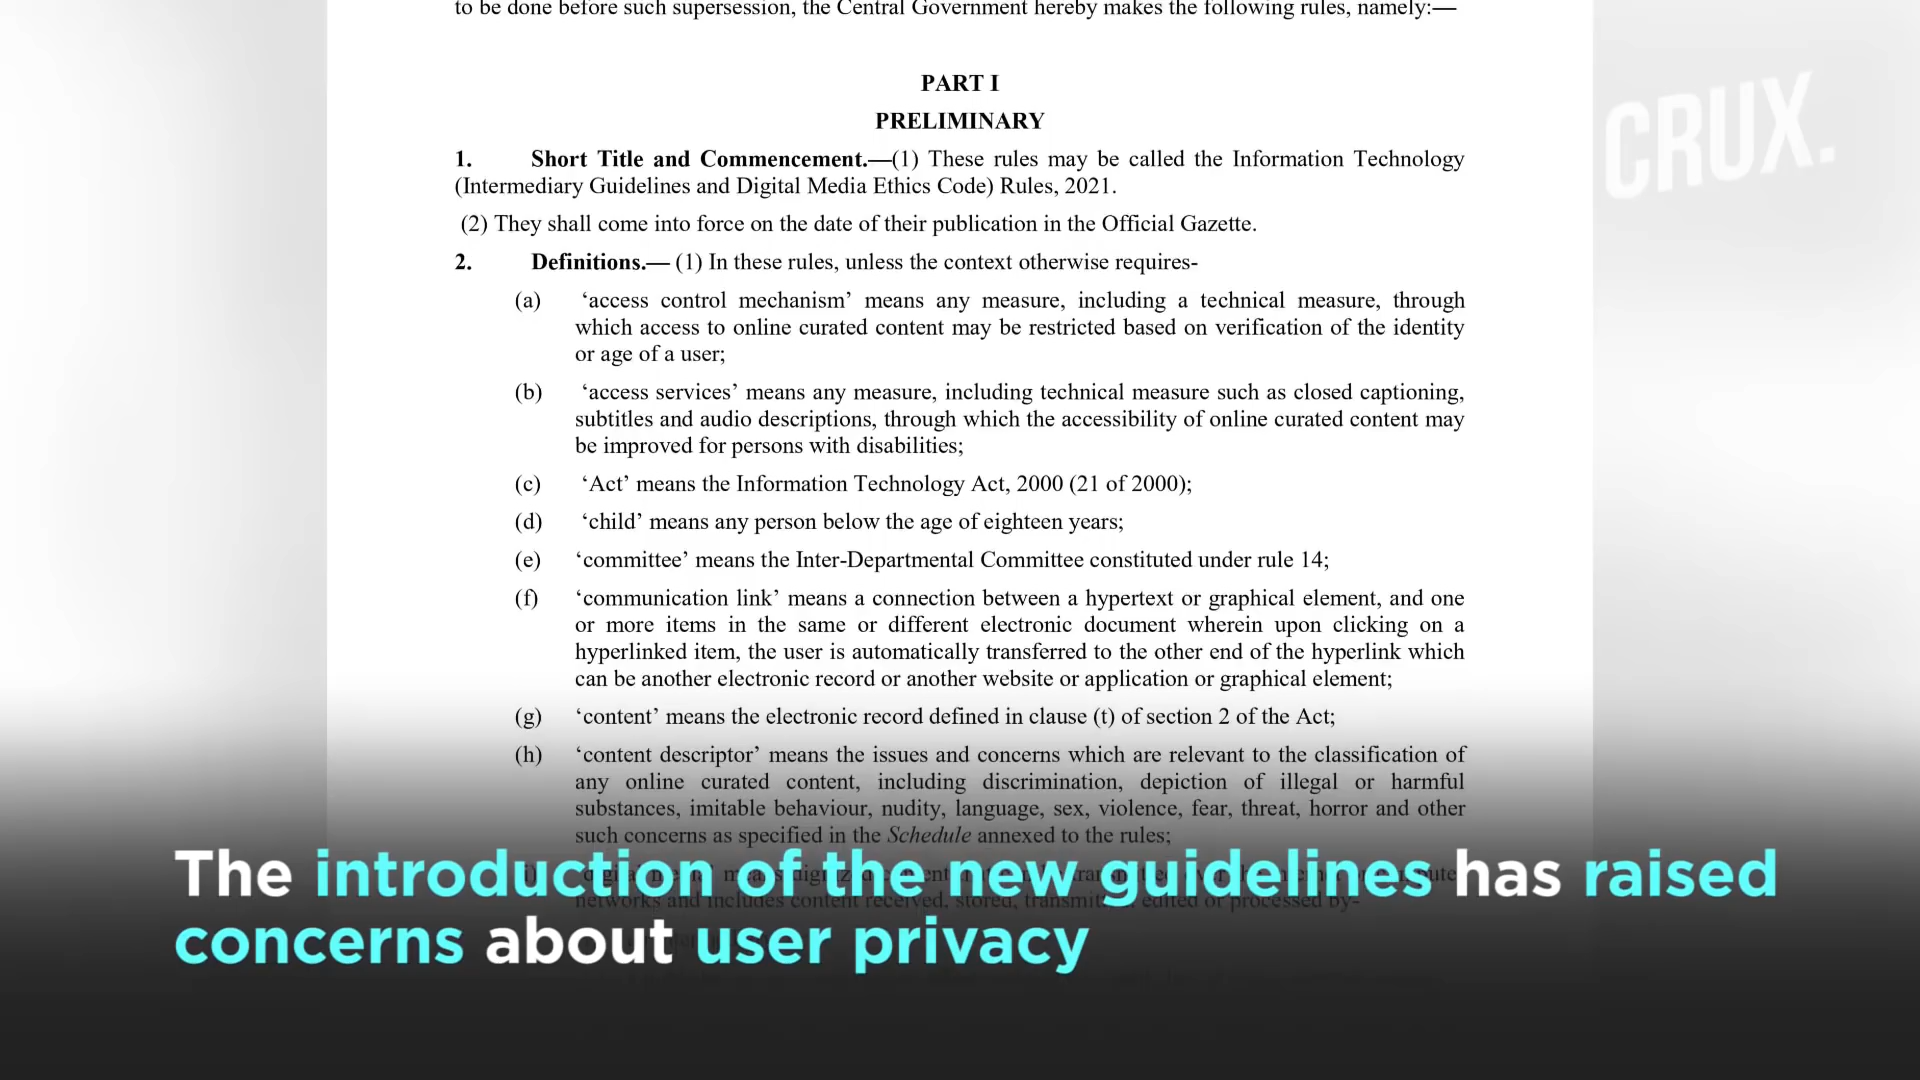 to be done before such supersession, the Central Government hereby makes the following rules, namely:—
PART I
PRELIMINARY
CRUX.
1. Short Title and Commencement.—(1) These rules may be called the Information Technology
(Intermediary Guidelines and Digital Media Ethics Code) Rules, 2021.
(2) They shall come into force on the date of their publication in the Official Gazette.
2. Definitions.— (1) In these rules, unless the context otherwise requires-
(a) ‘access control mechanism’ means any measure, including a technical measure, through
which access to online curated content may be restricted based on verification of the identity
or age of a user;
(b) ‘access services’ means any measure, including technical measure such as closed captioning,
subtitles and audio descriptions, through which the accessibility of online curated content may
be improved for persons with disabilities;
(c) ‘Act’ means the Information Technology Act, 2000 (21 of 2000);
(d) ‘child’ means any person below the age of eighteen years;
(e) ‘committee’ means the Inter-Departmental Committee constituted under rule 14;
(f) ‘communication link’ means a connection between a hypertext or graphical element, and one
or more items in the same or different electronic document wherein upon clicking on a
hyperlinked item, the user is automatically transferred to the other end of the hyperlink which
can be another electronic record or another website or application or graphical element;
(g) ‘content’ means the electronic record defined in clause (t) of section 2 of the Act;
(h) ‘content descriptor’ means the issues and concerns which are relevant to the classification of
any online curated content, including discrimination, depiction of illegal or harmful
substances, imitable behaviour, nudity, language, sex, violence, fear, threat, horror and other
such concerns as specified in the Schedule annexed to the rules;
networks and includes content received, stored, transmitted, edited or processed by-
The introduction of the new guidelines has raised
concerns about user privacy